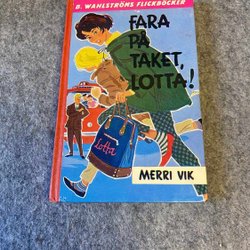 B. WAHLSTRÖMS FLICKBÖCKER
FARA
PÅ
TAKET,
LOTTA!
Lotta
MERRI VIK